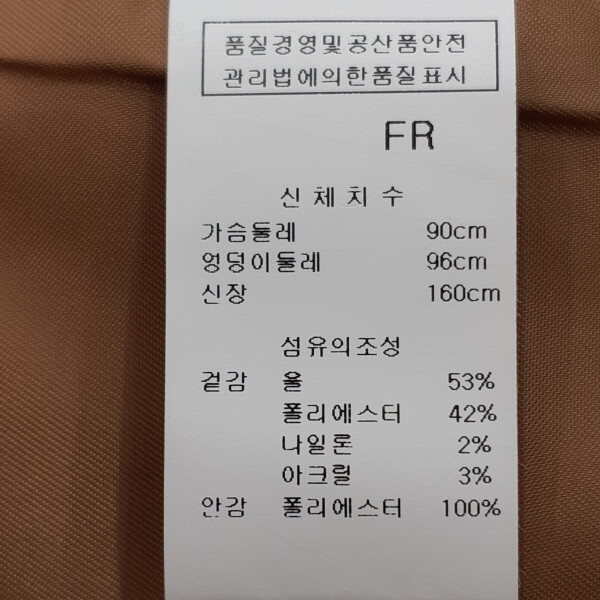 품질경영및공산품안전
관리법에의한품질표시
FR
신체치수
가슴둘레 90cm
엉덩이둘레 96cm
신장 160cm
섬유의조성
겉감 울 53%
폴리에스터 42%
나일론 2%
아크릴 3%
안감 폴리에스터 100%